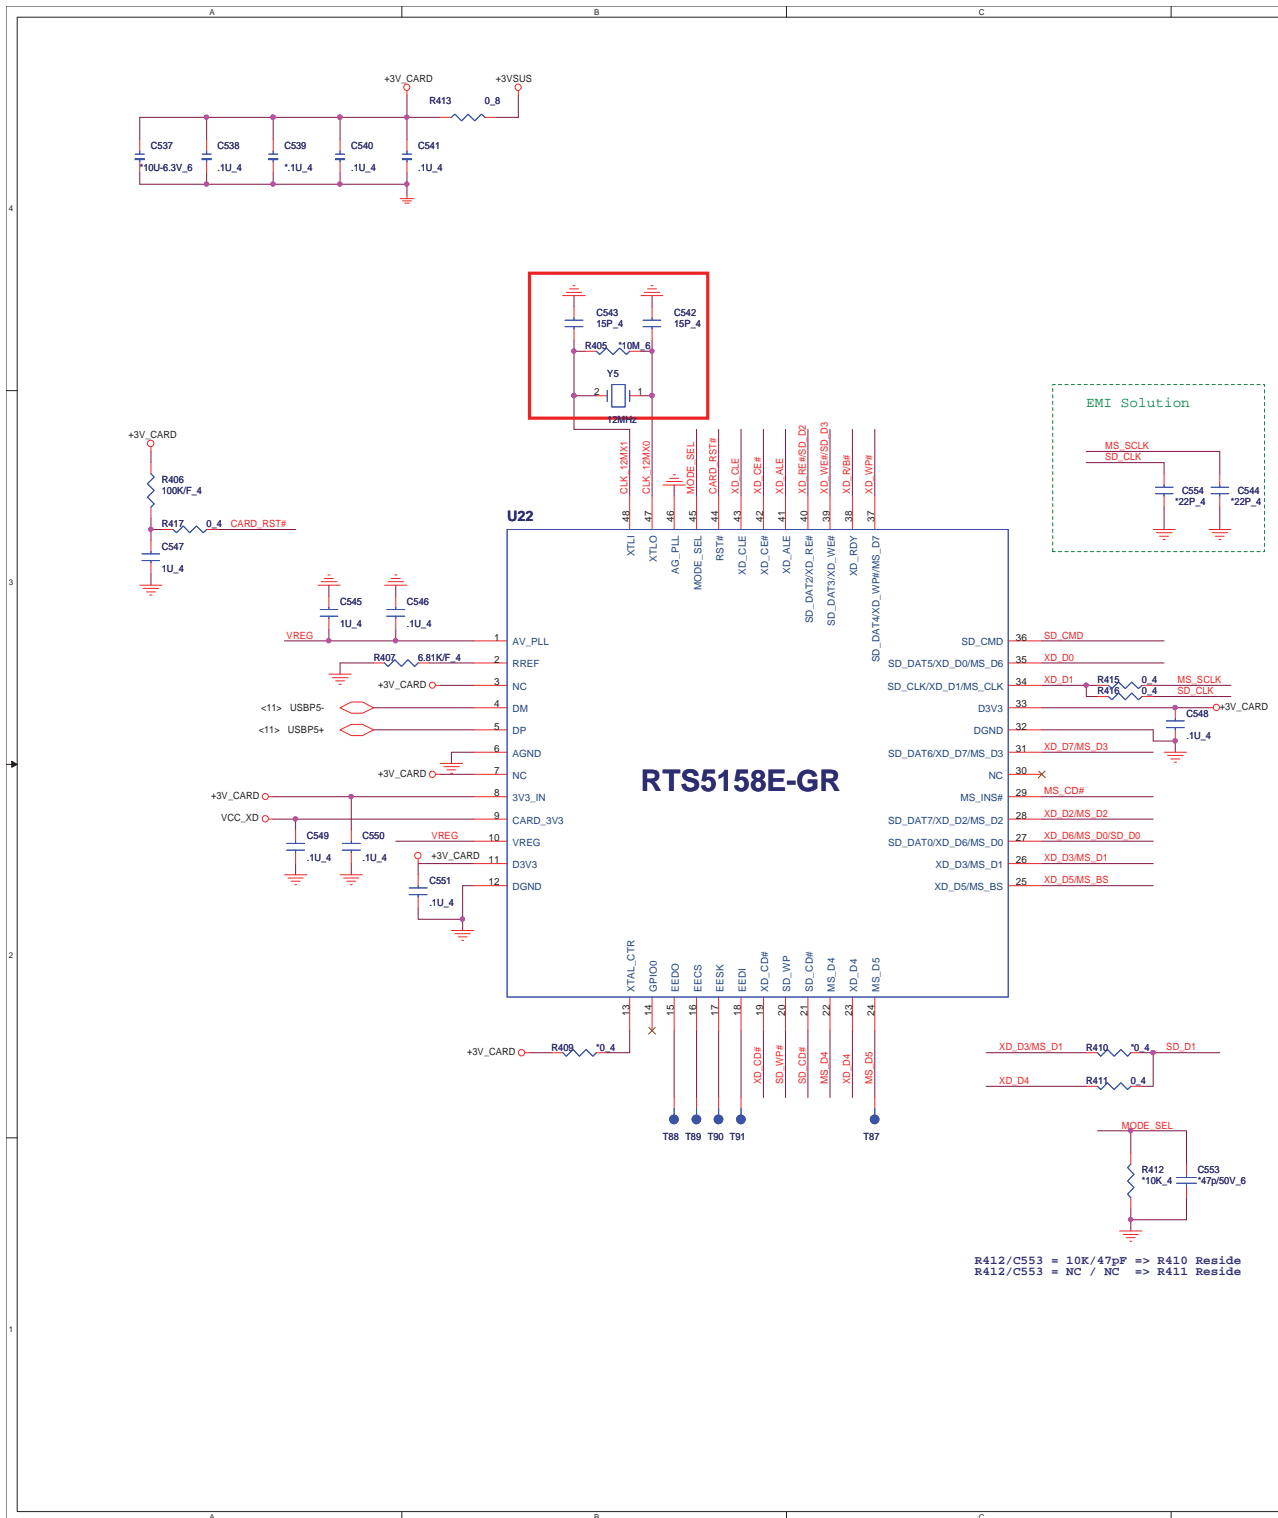 A
B
C
+3V_CARD
+3VSUS
R413
0_8
C537
*10U-6.3V_6
C538
.1U_4
C539
*.1U_4
C540
.1U_4
C541
.1U_4
4
C543
15P_4
C542
15P_4
R405
*10M_6
Y5
2
1
12MHz
EMI Solution
MS_SCLK
SD_CLK
C554
*22P_4
C544
*22P_4
+3V_CARD
R406
100K/F_4
R417
0_4
CARD_RST#
C547
1U_4
3
CLK_12MX1
CLK_12MX0
MODE_SEL
CARD_RST#
XD_CLE
XD_CE#
XD_ALE
XD_RE#/SD_D2
XD_WE#/SD_D3
XD_R/B#
XD_WP#
48
47
46
45
44
43
42
41
40
39
38
37
U22
XTLI
XTLO
AG_PLL
MODE_SEL
RST#
XD_CLE
XD_CE#
XD_ALE
SD_DAT2/XD_RE#
SD_DAT3/XD_WE#
XD_RDY
SD_DAT4/XD_WP#/MS_D7
C545
1U_4
C546
.1U_4
VREG
1
AV_PLL
R407
6.81K/F_4
2
RREF
+3V_CARD
3
NC
<11> USBP5-
4
DM
<11> USBP5+
5
DP
6
AGND
+3V_CARD
7
NC
+3V_CARD
8
3V3_IN
VCC_XD
9
CARD_3V3
VREG
10
VREG
+3V_CARD
11
D3V3
12
DGND
C549
.1U_4
C550
.1U_4
C551
.1U_4
RTS5158E-GR
SD_CMD
36
SD_CMD
SD_DAT5/XD_D0/MS_D6
35
XD_D0
SD_CLK/XD_D1/MS_CLK
34
XD_D1
R415
0_4
MS_SCLK
R416
0_4
SD_CLK
D3V3
33
+3V_CARD
C548
.1U_4
DGND
32
SD_DAT6/XD_D7/MS_D3
31
XD_D7/MS_D3
NC
30
MS_INS#
29
MS_CD#
SD_DAT7/XD_D2/MS_D2
28
XD_D2/MS_D2
SD_DAT0/XD_D6/MS_D0
27
XD_D6/MS_D0/SD_D0
XD_D3/MS_D1
26
XD_D3/MS_D1
XD_D5/MS_BS
25
XD_D5/MS_BS
2
XTAL_CTR
GPIO0
EEDO
EECS
EESK
EEDI
XD_CD#
SD_WP
SD_CD#
MS_D4
XD_D4
MS_D5
13
14
15
16
17
18
19
20
21
22
23
24
+3V_CARD
R409
*0_4
XD_CD#
SD_WP#
SD_CD#
MS_D4
XD_D4
MS_D5
T88
T89
T90
T91
T87
XD_D3/MS_D1
R410
*0_4
SD_D1
XD_D4
R411
0_4
MODE_SEL
R412
*10K_4
C553
*47p/50V_6
R412/C553 = 10K/47pF => R410 Reside
R412/C553 = NC / NC => R411 Reside
1
A
B
C